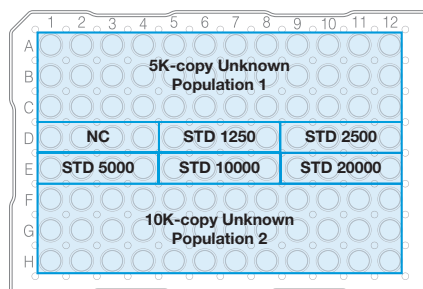 1 2 3 4 5 6 7 8 9 10 11 12
A
5K-copy Unknown
B
Population 1
C
D NC STD 1250 STD 2500
E STD 5000 STD 10000 STD 20000
F
10K-copy Unknown
G
Population 2
H